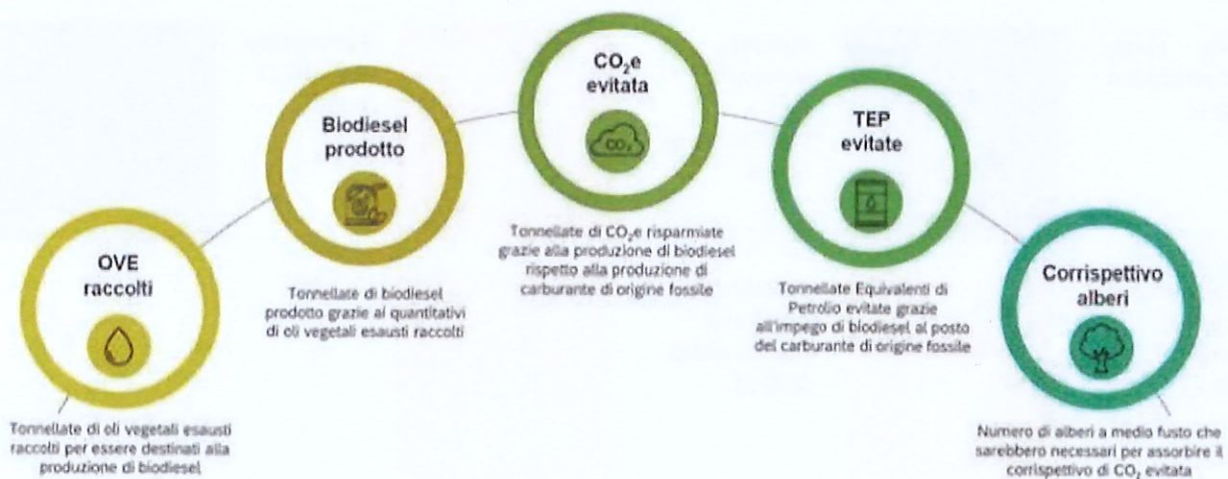 OVE
raccolti
Tonnellate di oli vegetali esausti
raccolti per essere destinati alla
produzione di biodiesel
Biodiesel
prodotto
Tonnellate di biodiesel
prodotto grazie ai quantitativi
di oli vegetali esausti raccolti
CO₂e
evitata
CO₂
Tonnellate di CO₂e risparmiate
grazie alla produzione di biodiesel
rispetto alla produzione di
carburante di origine fossile
TEP
evitate
Tonnellate Equivalenti di
Petrolio evitate grazie
all'impego di biodiesel al posto
del carburante di origine fossile
Corrispettivo
alberi
Numero di alberi a medio fusto che
sarebbero necessari per assorbire il
corrispettivo di CO₂ evitata